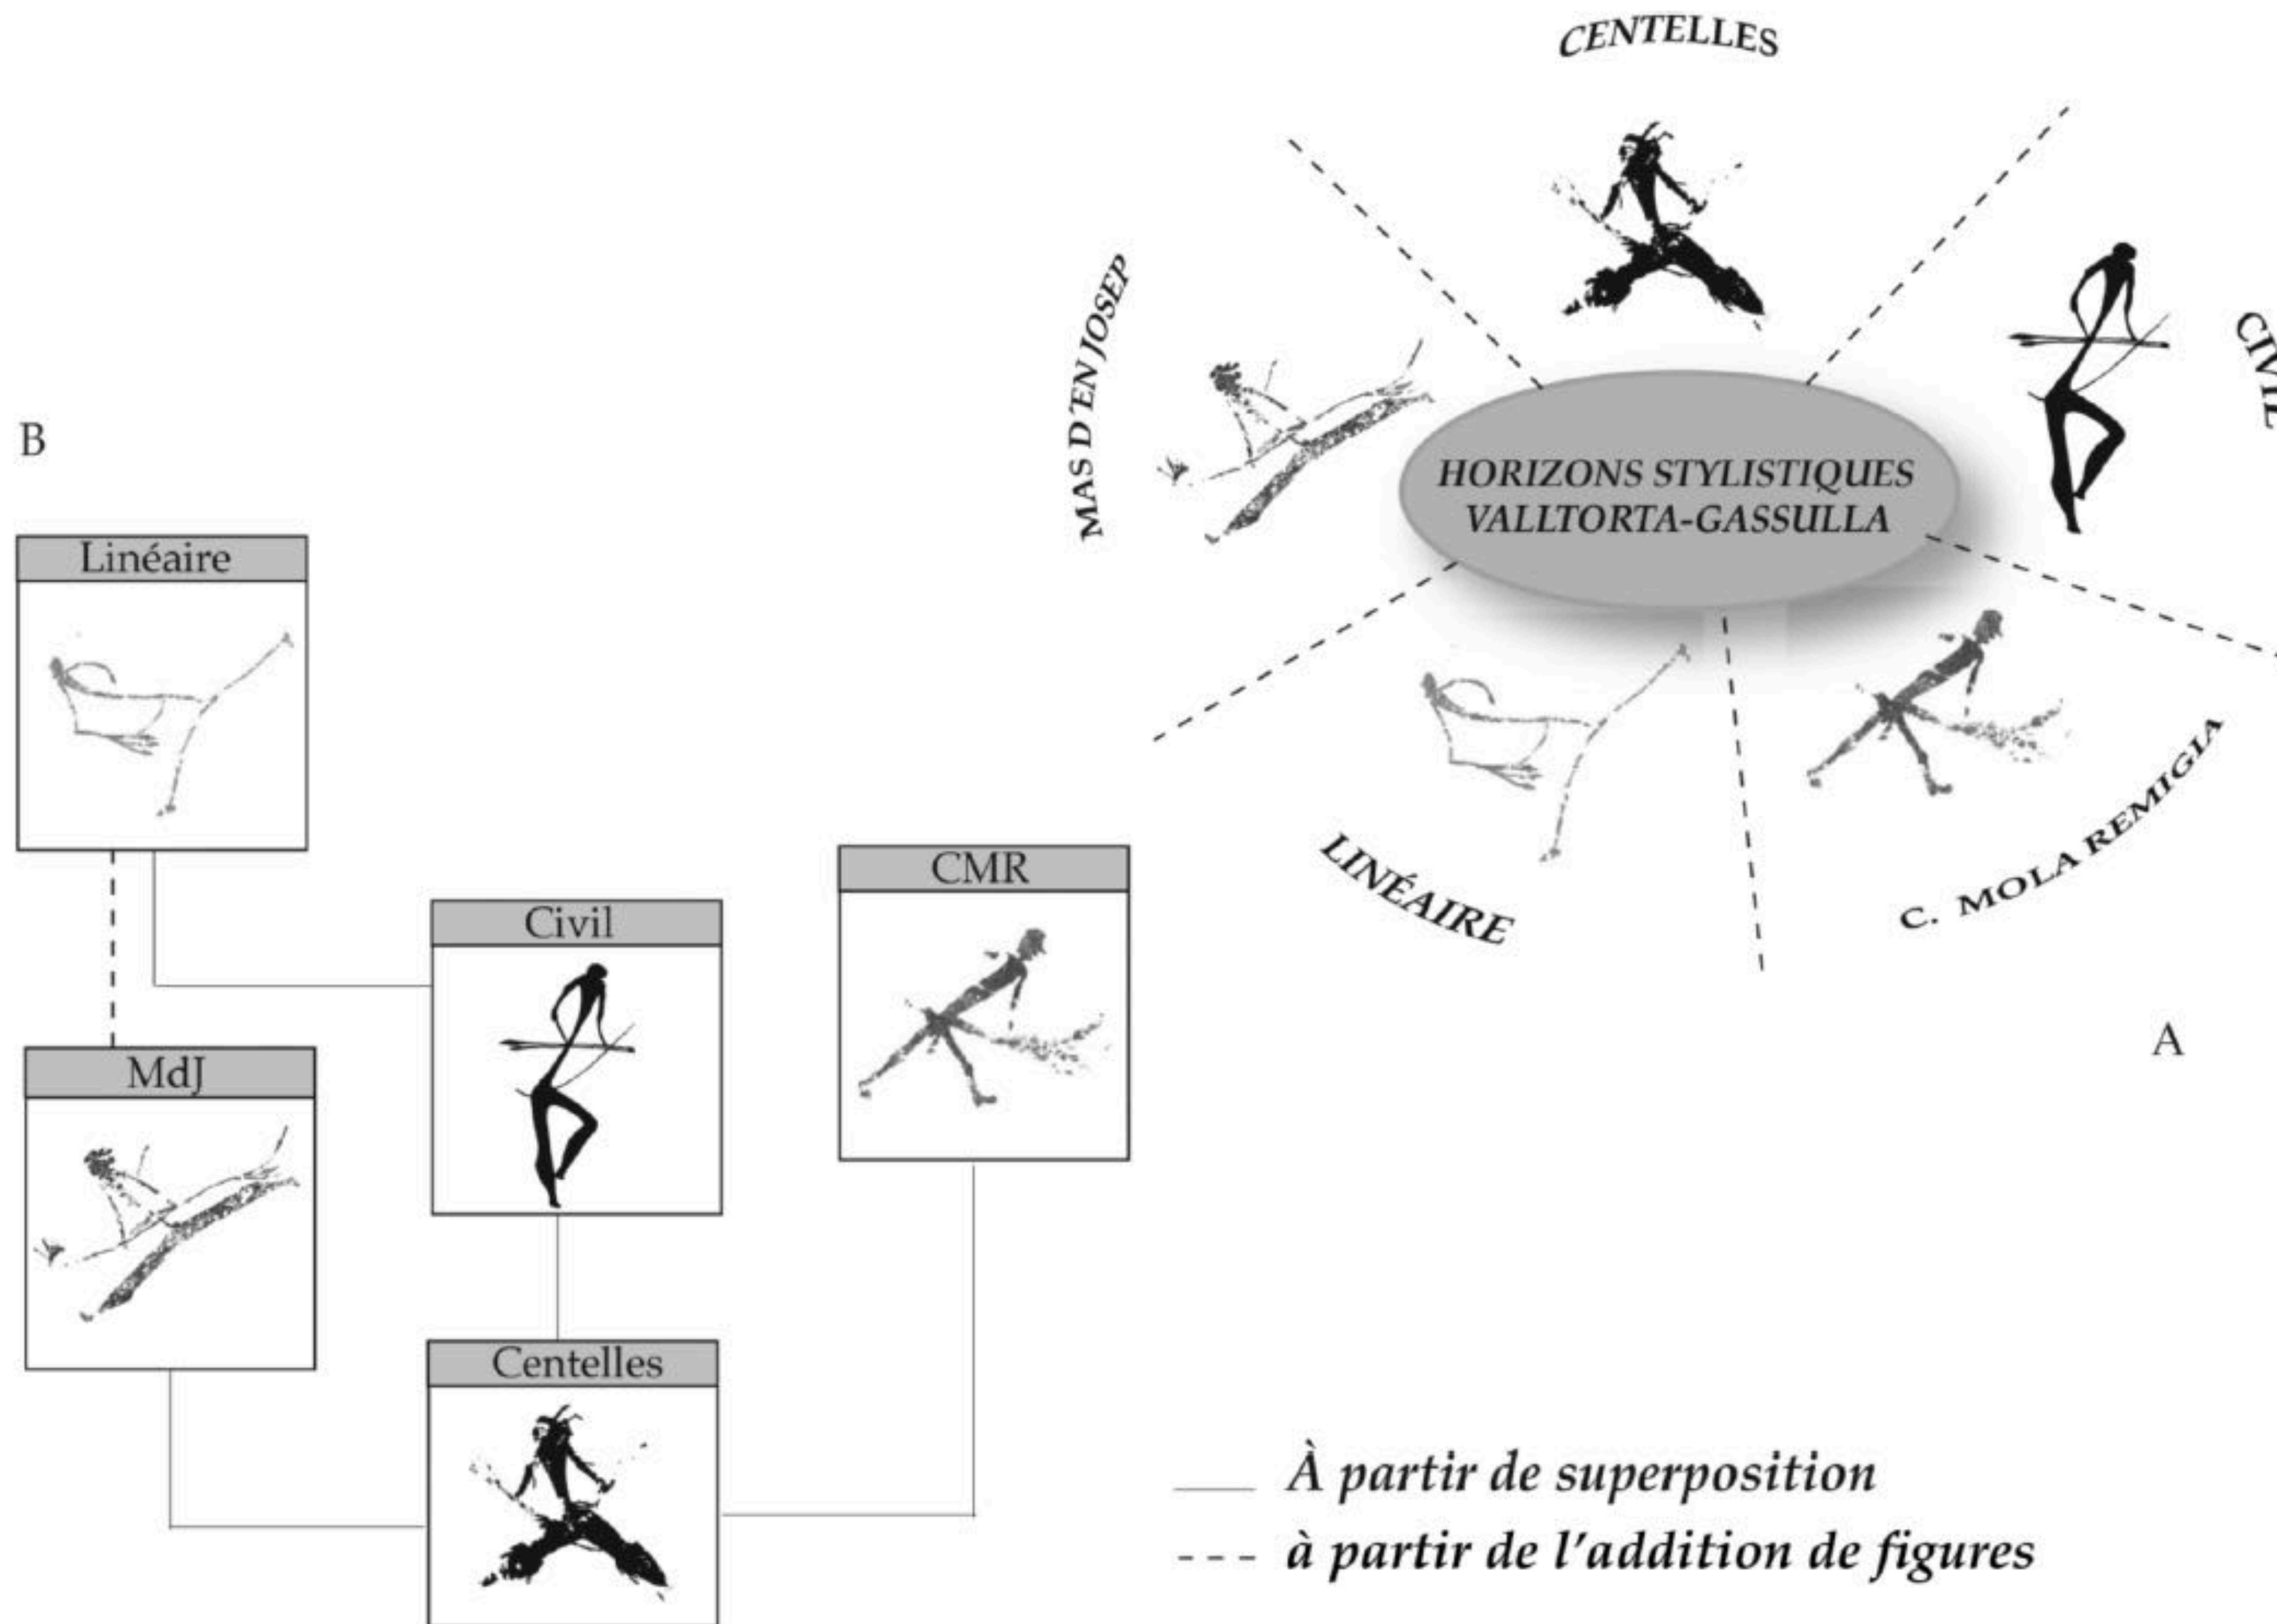 CENTELLES
CIVIL
MAS D´EN JOSEP
HORIZONS STYLISTIQUES
VALLTORTA-GASSULLA
LINÉAIRE
C. MOLA REMIGIA
A
B
Linéaire
Civil
CMR
MdJ
Centelles
À partir de superposition
à partir de l'addition de figures